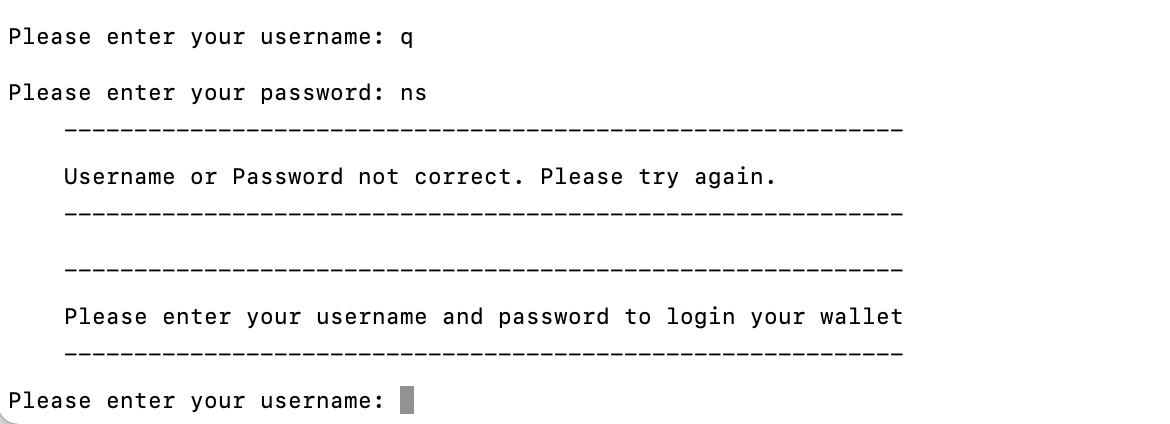 Please enter your username: q
Please enter your password: ns
------------------------------------------------------------
Username or Password not correct. Please try again.
------------------------------------------------------------
------------------------------------------------------------
Please enter your username and password to login your wallet
------------------------------------------------------------
Please enter your username: